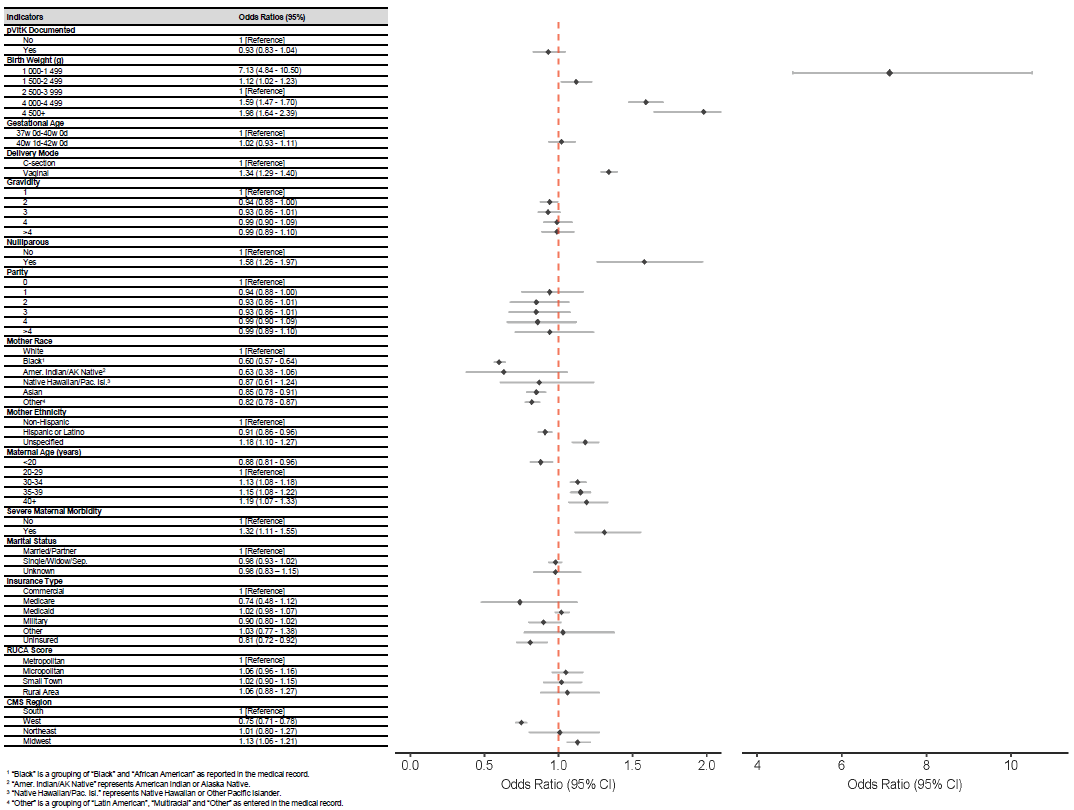 Indicators Odds Ratios (95%)
pVitK Documented
No 1 [Reference]
Yes 0.93 (0.83 - 1.04)
Birth Weight (g)
1 000-1 499 7.13 (4.84 - 10.50)
1 500-2 499 1.12 (1.02 - 1.23)
2 500-3 999 1 [Reference]
4 000-4 499 1.59 (1.47 - 1.70)
4 500+ 1.98 (1.64 - 2.39)
Gestational Age
37w 0d-40w 0d 1 [Reference]
40w 1d-42w 0d 1.02 (0.93 - 1.11)
Delivery Mode
C-section 1 [Reference]
Vaginal 1.34 (1.29 - 1.40)
Gravidity
1 1 [Reference]
2 0.94 (0.88 - 1.00)
3 0.93 (0.86 - 1.01)
4 0.99 (0.90 - 1.09)
>4 0.99 (0.89 - 1.10)
Nulliparous
No 1 [Reference]
Yes 1.58 (1.26 - 1.97)
Parity
0 1 [Reference]
1 0.94 (0.88 - 1.00)
2 0.93 (0.86 - 1.01)
3 0.93 (0.86 - 1.01)
4 0.99 (0.90 - 1.09)
>4 0.99 (0.89 - 1.10)
Mother Race
White 1 [Reference]
Black¹ 0.60 (0.57 - 0.64)
Amer. Indian/AK Native² 0.63 (0.38 - 1.06)
Native Hawaiian/Pac. Isl.³ 0.87 (0.61 - 1.24)
Asian 0.85 (0.78 - 0.91)
Other⁴ 0.82 (0.78 - 0.87)
Mother Ethnicity
Non-Hispanic 1 [Reference]
Hispanic or Latino 0.91 (0.86 - 0.96)
Unspecified 1.18 (1.10 - 1.27)
Maternal Age (years)
<20 0.88 (0.81 - 0.96)
20-29 1 [Reference]
30-34 1.13 (1.08 - 1.18)
35-39 1.15 (1.08 - 1.22)
40+ 1.19 (1.07 - 1.33)
Severe Maternal Morbidity
No 1 [Reference]
Yes 1.32 (1.11 - 1.55)
Marital Status
Married/Partner 1 [Reference]
Single/Widow/Sep. 0.98 (0.93 - 1.02)
Unknown 0.98 (0.83 – 1.15)
Insurance Type
Commercial 1 [Reference]
Medicare 0.74 (0.48 - 1.12)
Medicaid 1.02 (0.98 - 1.07)
Military 0.90 (0.80 - 1.02)
Other 1.03 (0.77 - 1.38)
Uninsured 0.81 (0.72 - 0.92)
RUCA Score
Metropolitan 1 [Reference]
Micropolitan 1.06 (0.96 - 1.16)
Small Town 1.02 (0.90 - 1.15)
Rural Area 1.06 (0.88 - 1.27)
CMS Region
South 1 [Reference]
West 0.75 (0.71 - 0.78)
Northeast 1.01 (0.80 - 1.27)
Midwest 1.13 (1.06 - 1.21)
0.0 0.5 1.0 1.5 2.0 4 6 8 10
Odds Ratio (95% CI) Odds Ratio (95% CI)
¹ “Black” is a grouping of “Black” and “African American” as reported in the medical record.
² “Amer. Indian/AK Native” represents American Indian or Alaska Native.
³ “Native Hawaiian/Pac. Isl.” represents Native Hawaiian or Other Pacific Islander.
⁴ “Other” is a grouping of “Latin American”, “Multiracial” and “Other” as entered in the medical record.